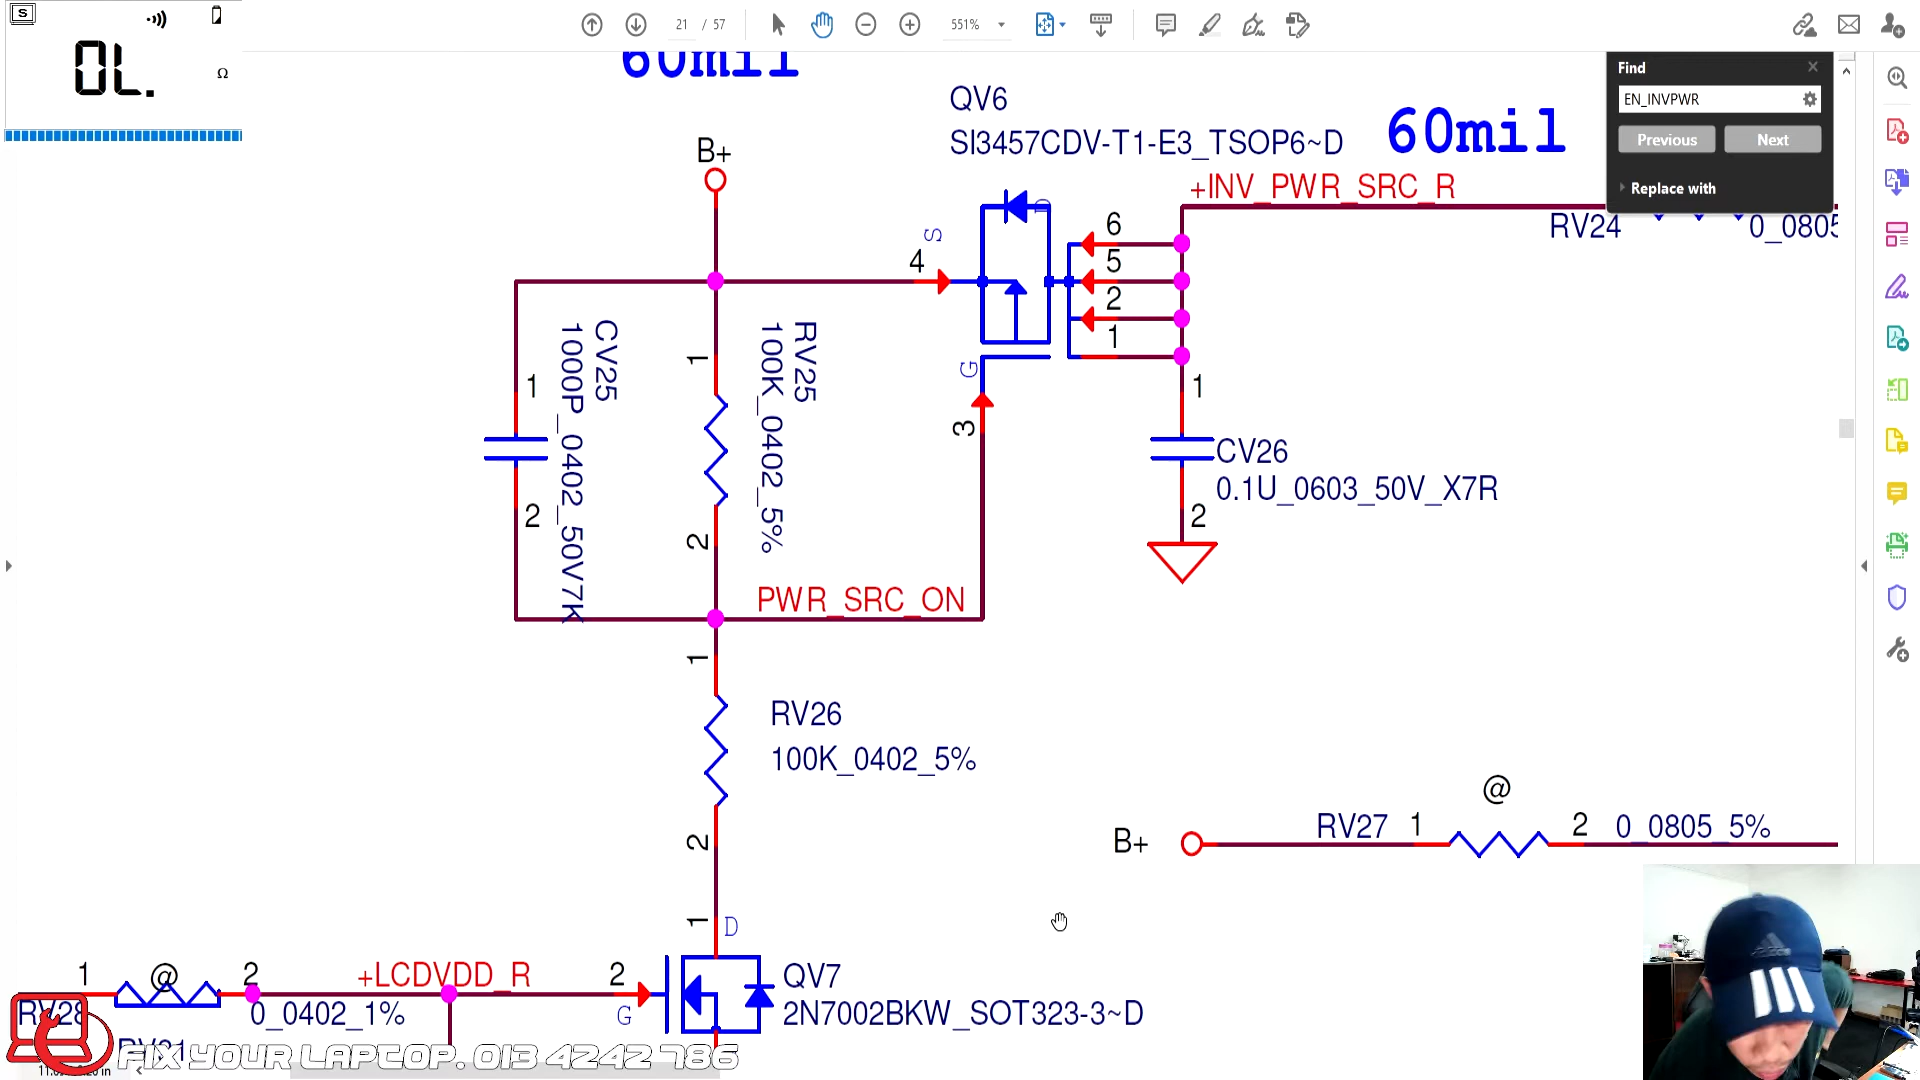 S
OL.
Ω
21 / 57
551%
60mil
Find
EN_INVPWR
Previous
Next
Replace with
QV6
SI3457CDV-T1-E3_TSOP6~D
60mil
B+
+INV_PWR_SRC_R
RV24
0_0805
S
D
4
6
5
2
1
G
3
CV25
1000P_0402_50V7K
1
2
RV25
100K_0402_5%
1
2
1
CV26
0.1U_0603_50V_X7R
2
PWR_SRC_ON
1
RV26
100K_0402_5%
2
@
B+
RV27
1
2
0_0805_5%
1
D
1
@
2
+LCDVDD_R
2
G
QV7
2N7002BKW_SOT323-3~D
RV28
0_0402_1%
FIX YOUR LAPTOP. 013 4242 786